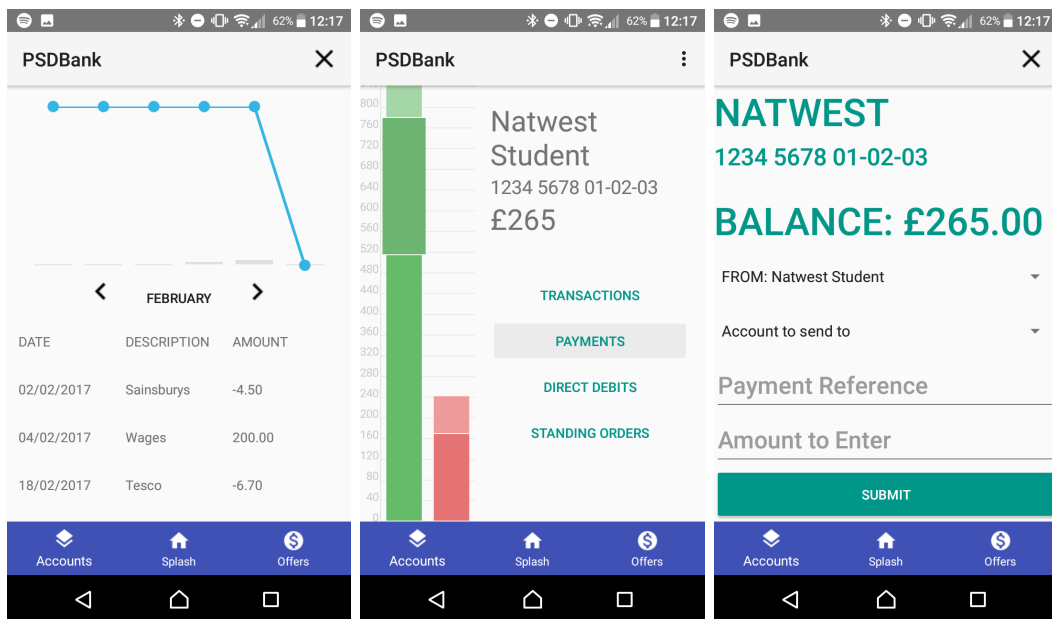 62% 12:17
PSDBank
FEBRUARY
DATE DESCRIPTION AMOUNT
02/02/2017 Sainsburys -4.50
04/02/2017 Wages 200.00
18/02/2017 Tesco -6.70
Accounts Splash Offers
62% 12:17
PSDBank
800
760
720
680
640
600
560
520
480
440
400
360
320
280
240
200
160
120
80
40
0
Natwest
Student
1234 5678 01-02-03
£265
TRANSACTIONS
PAYMENTS
DIRECT DEBITS
STANDING ORDERS
Accounts Splash Offers
62% 12:17
PSDBank
NATWEST
1234 5678 01-02-03
BALANCE: £265.00
FROM: Natwest Student
Account to send to
Payment Reference
Amount to Enter
SUBMIT
Accounts Splash Offers